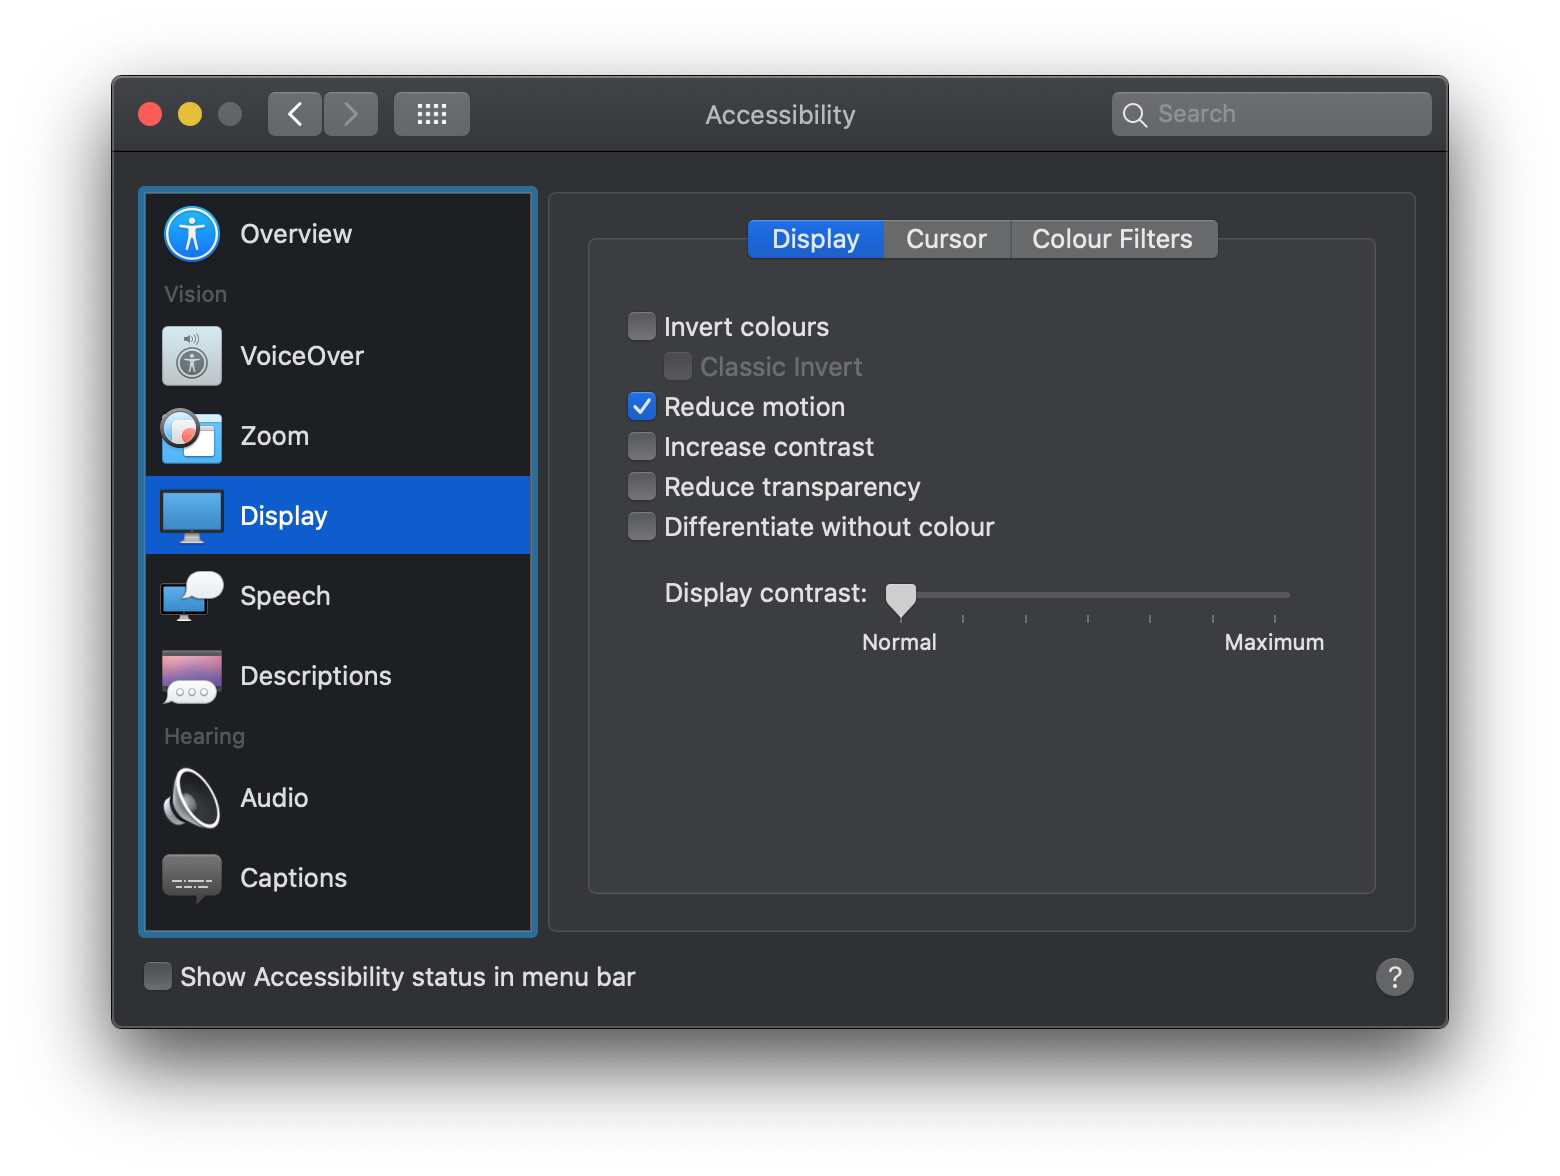 Accessibility
Search
Overview
Vision
VoiceOver
Zoom
Display
Speech
Descriptions
Hearing
Audio
Captions
Display Cursor Colour Filters
Invert colours
Classic Invert
Reduce motion
Increase contrast
Reduce transparency
Differentiate without colour
Display contrast:
Normal Maximum
Show Accessibility status in menu bar
?